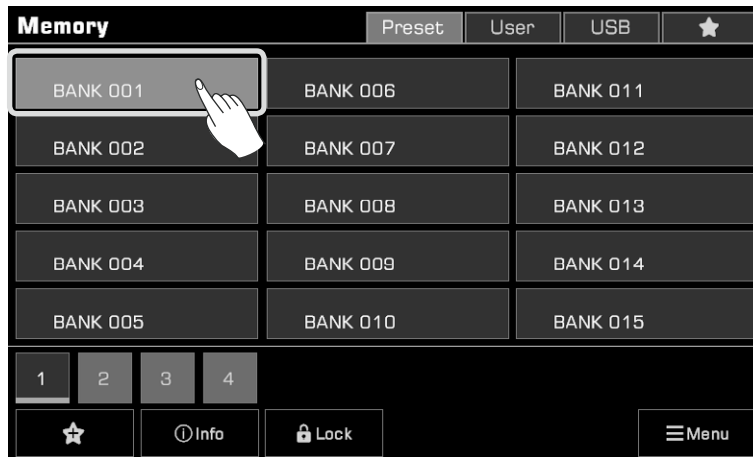 Memory Preset User USB
BANK 001 BANK 006 BANK 011
BANK 002 BANK 007 BANK 012
BANK 003 BANK 008 BANK 013
BANK 004 BANK 009 BANK 014
BANK 005 BANK 010 BANK 015
1 2 3 4
Info Lock Menu